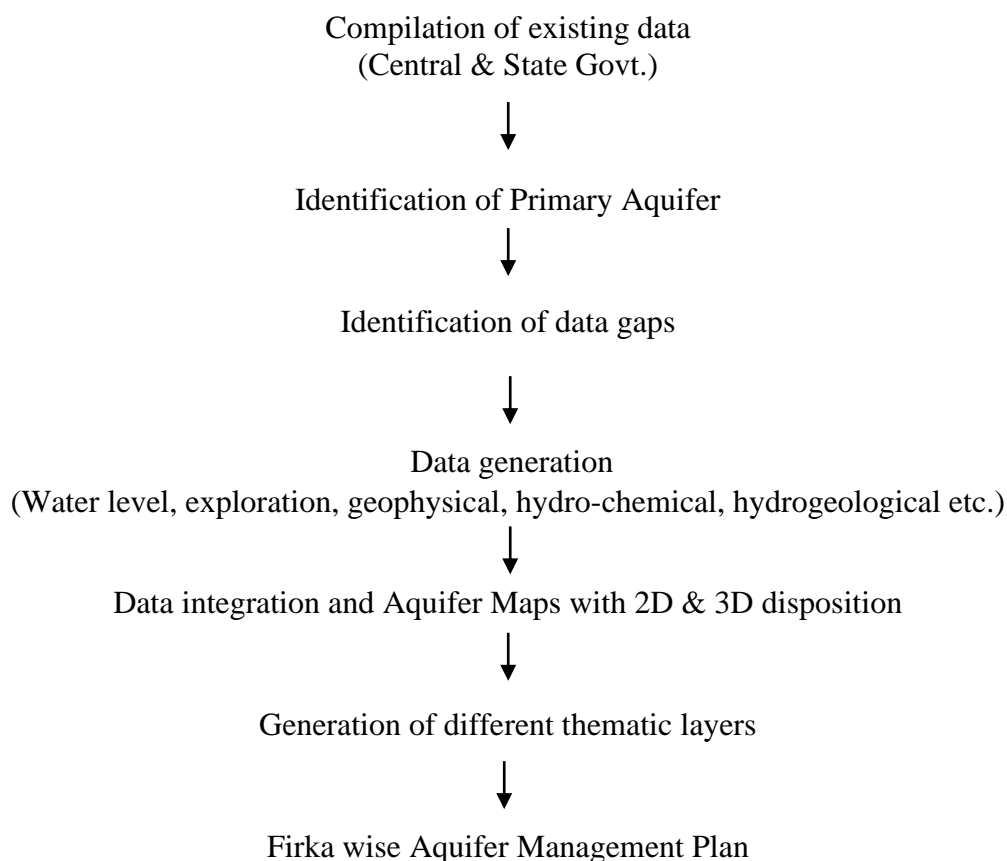 Compilation of existing data
(Central & State Govt.)
Identification of Primary Aquifer
Identification of data gaps
Data generation
(Water level, exploration, geophysical, hydro-chemical, hydrogeological etc.)
Data integration and Aquifer Maps with 2D & 3D disposition
Generation of different thematic layers
Firka wise Aquifer Management Plan